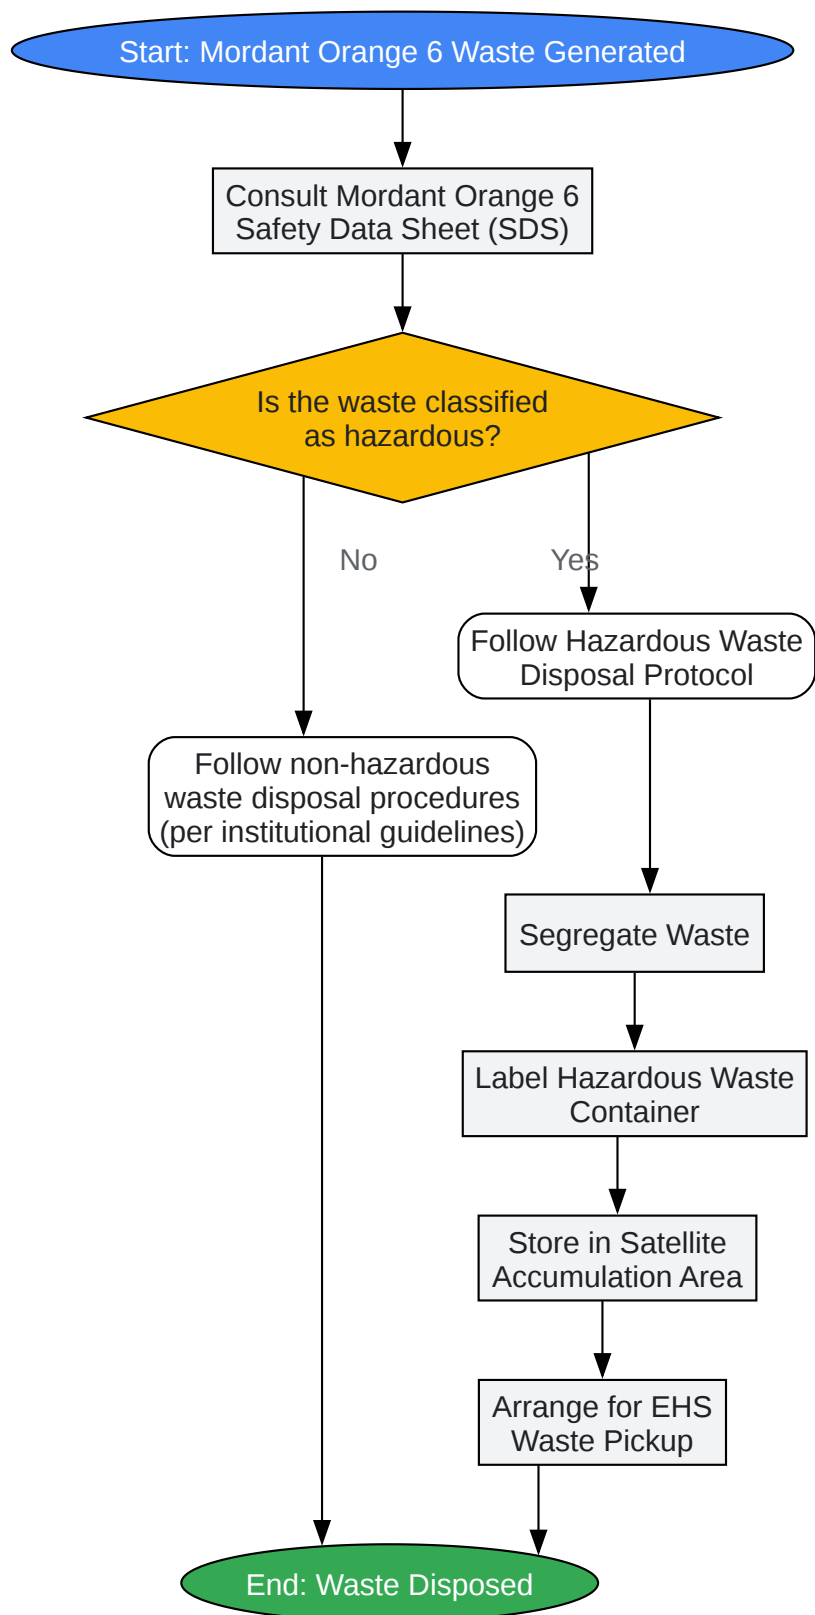 Start: Mordant Orange 6 Waste Generated
Consult Mordant Orange 6
Safety Data Sheet (SDS)
Is the waste classified
as hazardous?
No
Yes
Follow Hazardous Waste
Disposal Protocol
Follow non-hazardous
waste disposal procedures
(per institutional guidelines)
Segregate Waste
Label Hazardous Waste
Container
Store in Satellite
Accumulation Area
Arrange for EHS
Waste Pickup
End: Waste Disposed